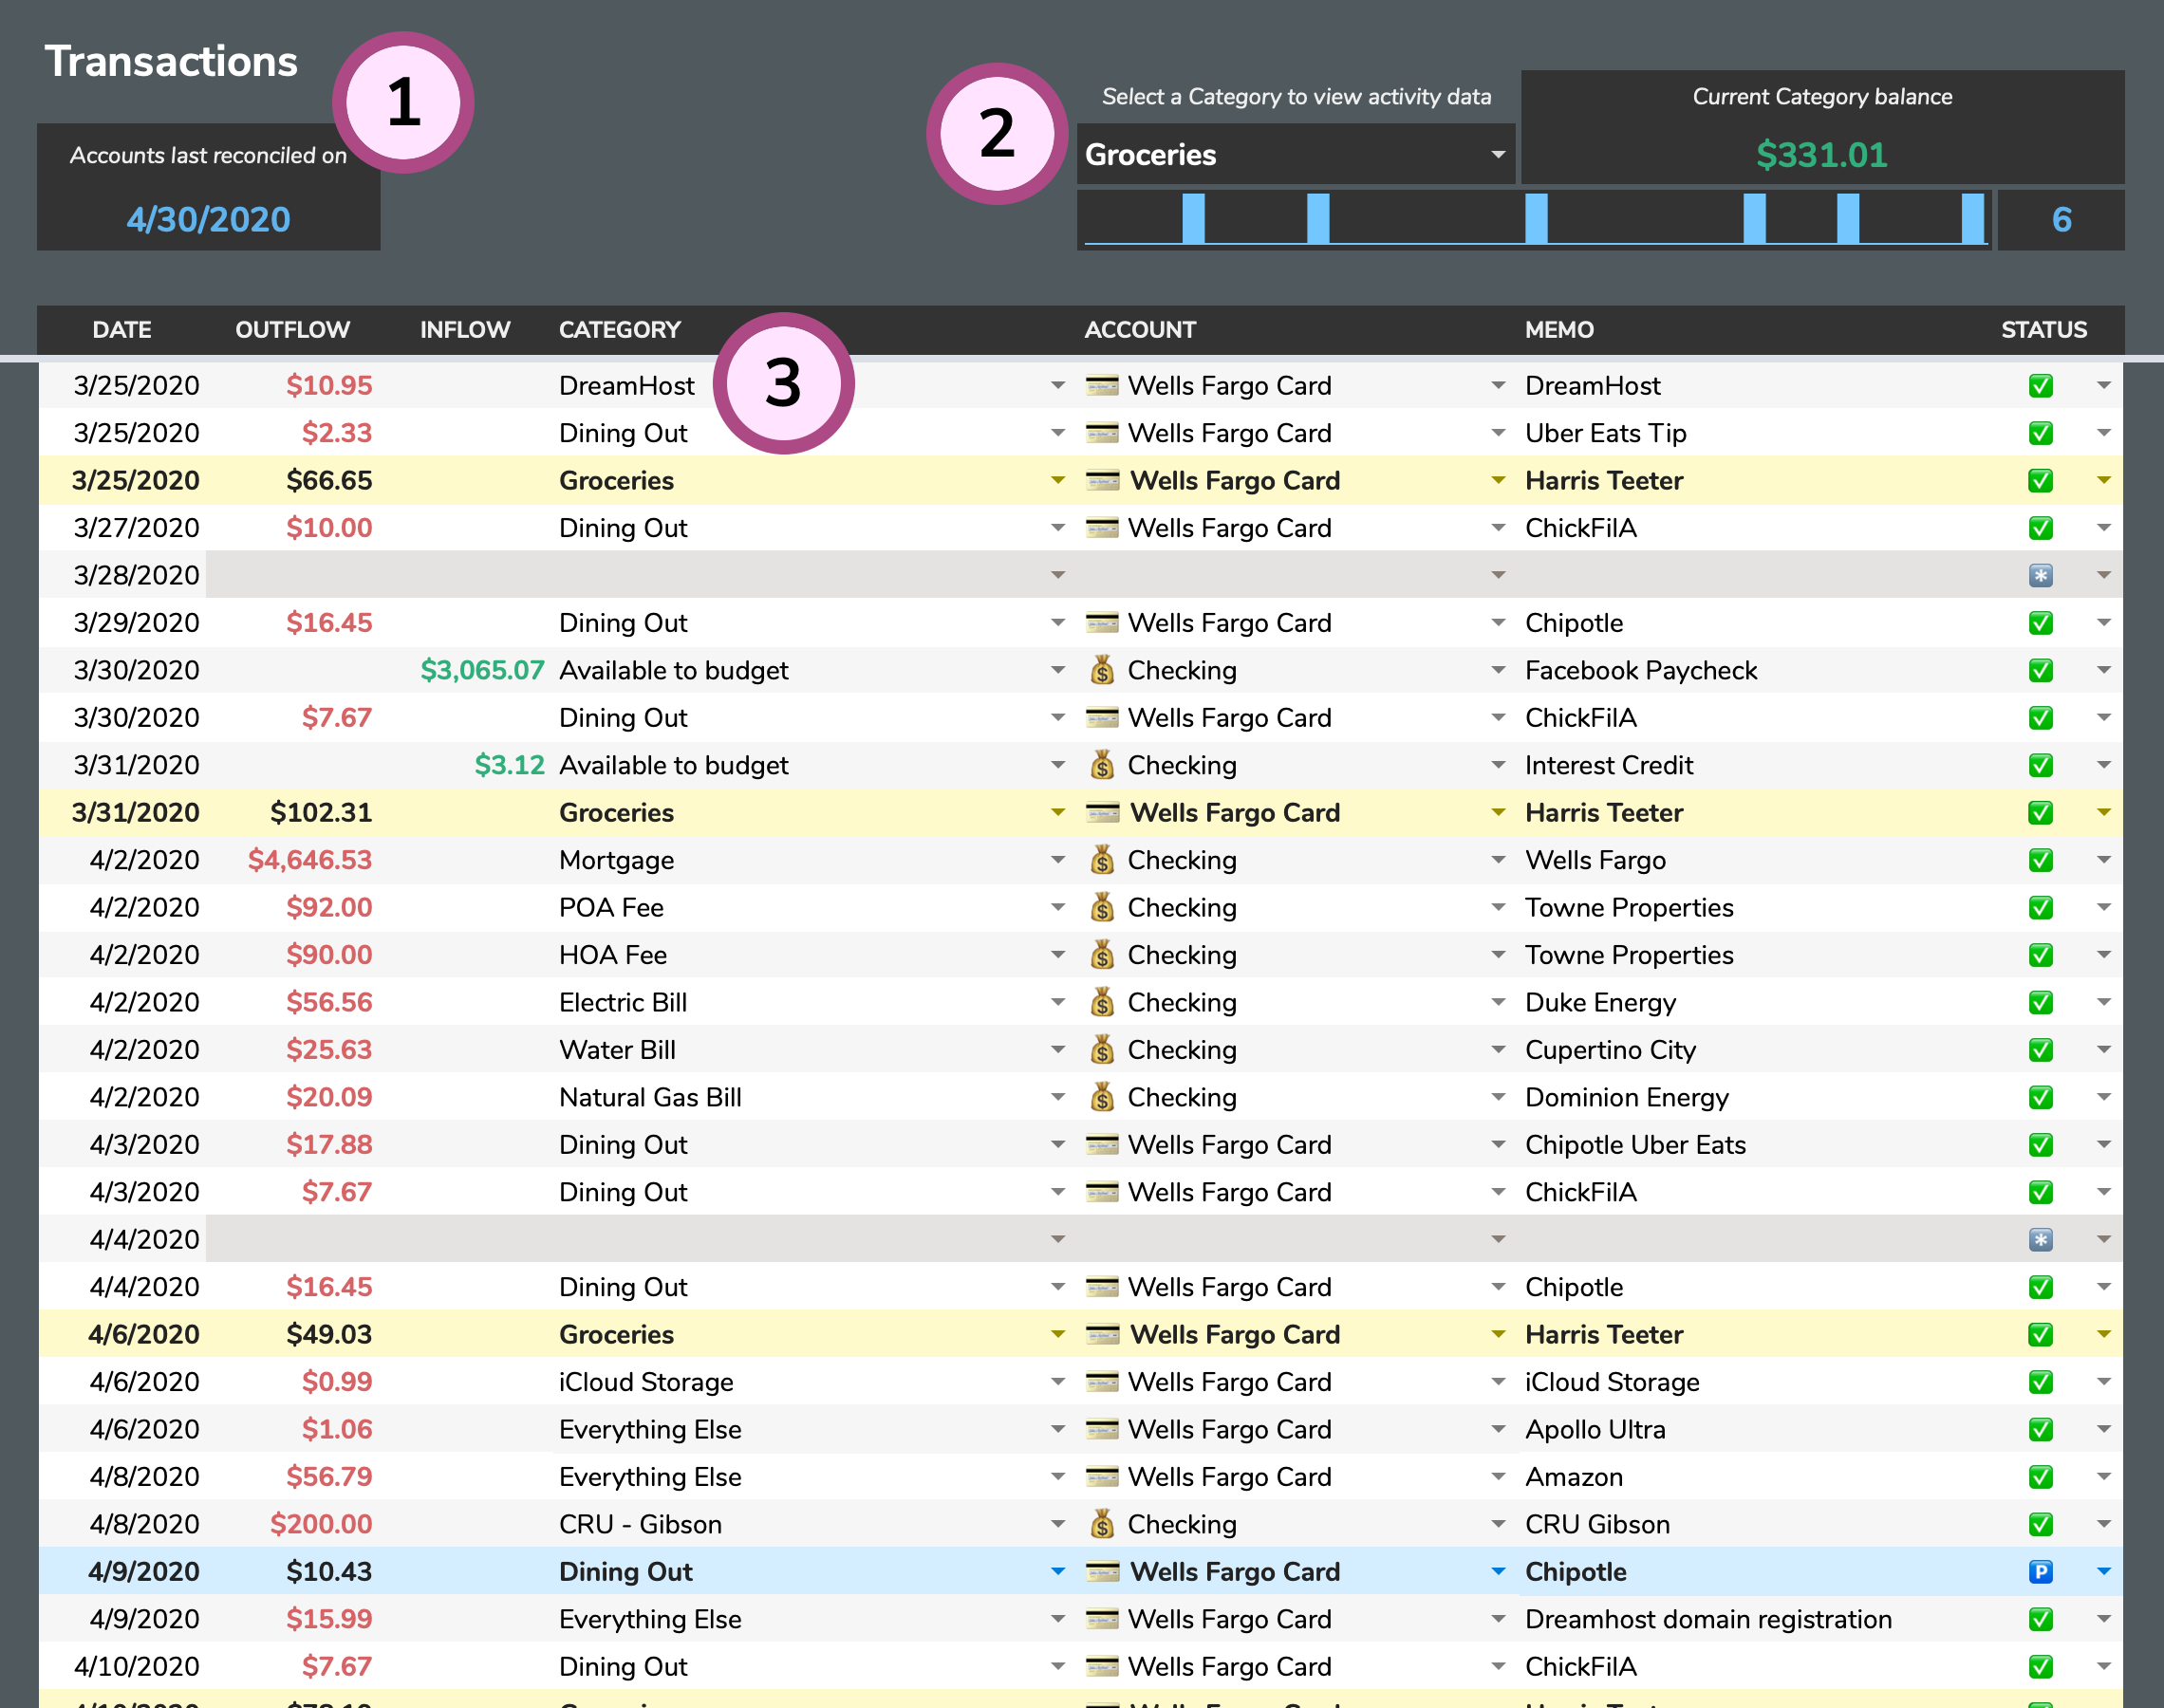 Transactions
1
Accounts last reconciled on
4/30/2020
2
Select a Category to view activity data
Groceries
Current Category balance
$331.01
6
DATE OUTFLOW INFLOW CATEGORY ACCOUNT MEMO STATUS
3
3/25/2020 $10.95 DreamHost Wells Fargo Card DreamHost
3/25/2020 $2.33 Dining Out Wells Fargo Card Uber Eats Tip
3/25/2020 $66.65 Groceries Wells Fargo Card Harris Teeter
3/27/2020 $10.00 Dining Out Wells Fargo Card ChickFilA
3/28/2020
3/29/2020 $16.45 Dining Out Wells Fargo Card Chipotle
3/30/2020 $3,065.07 Available to budget Checking Facebook Paycheck
3/30/2020 $7.67 Dining Out Wells Fargo Card ChickFilA
3/31/2020 $3.12 Available to budget Checking Interest Credit
3/31/2020 $102.31 Groceries Wells Fargo Card Harris Teeter
4/2/2020 $4,646.53 Mortgage Checking Wells Fargo
4/2/2020 $92.00 POA Fee Checking Towne Properties
4/2/2020 $90.00 HOA Fee Checking Towne Properties
4/2/2020 $56.56 Electric Bill Checking Duke Energy
4/2/2020 $25.63 Water Bill Checking Cupertino City
4/2/2020 $20.09 Natural Gas Bill Checking Dominion Energy
4/3/2020 $17.88 Dining Out Wells Fargo Card Chipotle Uber Eats
4/3/2020 $7.67 Dining Out Wells Fargo Card ChickFilA
4/4/2020
4/4/2020 $16.45 Dining Out Wells Fargo Card Chipotle
4/6/2020 $49.03 Groceries Wells Fargo Card Harris Teeter
4/6/2020 $0.99 iCloud Storage Wells Fargo Card iCloud Storage
4/6/2020 $1.06 Everything Else Wells Fargo Card Apollo Ultra
4/8/2020 $56.79 Everything Else Wells Fargo Card Amazon
4/8/2020 $200.00 CRU - Gibson Checking CRU Gibson
4/9/2020 $10.43 Dining Out Wells Fargo Card Chipotle P
4/9/2020 $15.99 Everything Else Wells Fargo Card Dreamhost domain registration
4/10/2020 $7.67 Dining Out Wells Fargo Card ChickFilA